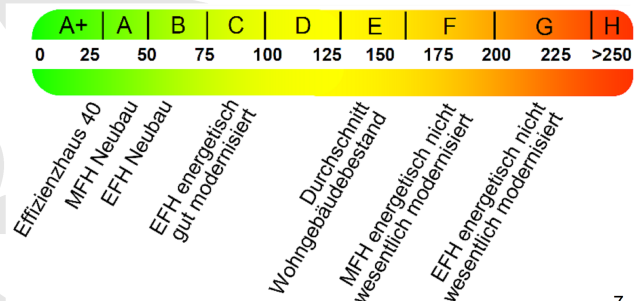 A+ A B C D E F G H
0 25 50 75 100 125 150 175 200 225 >250
Effizienzhaus 40
MFH Neubau
EFH Neubau
EFH energetisch
gut modernisiert
Durchschnitt
Wohngebäudebestand
MFH energetisch nicht
wesentlich modernisiert
EFH energetisch nicht
wesentlich modernisiert